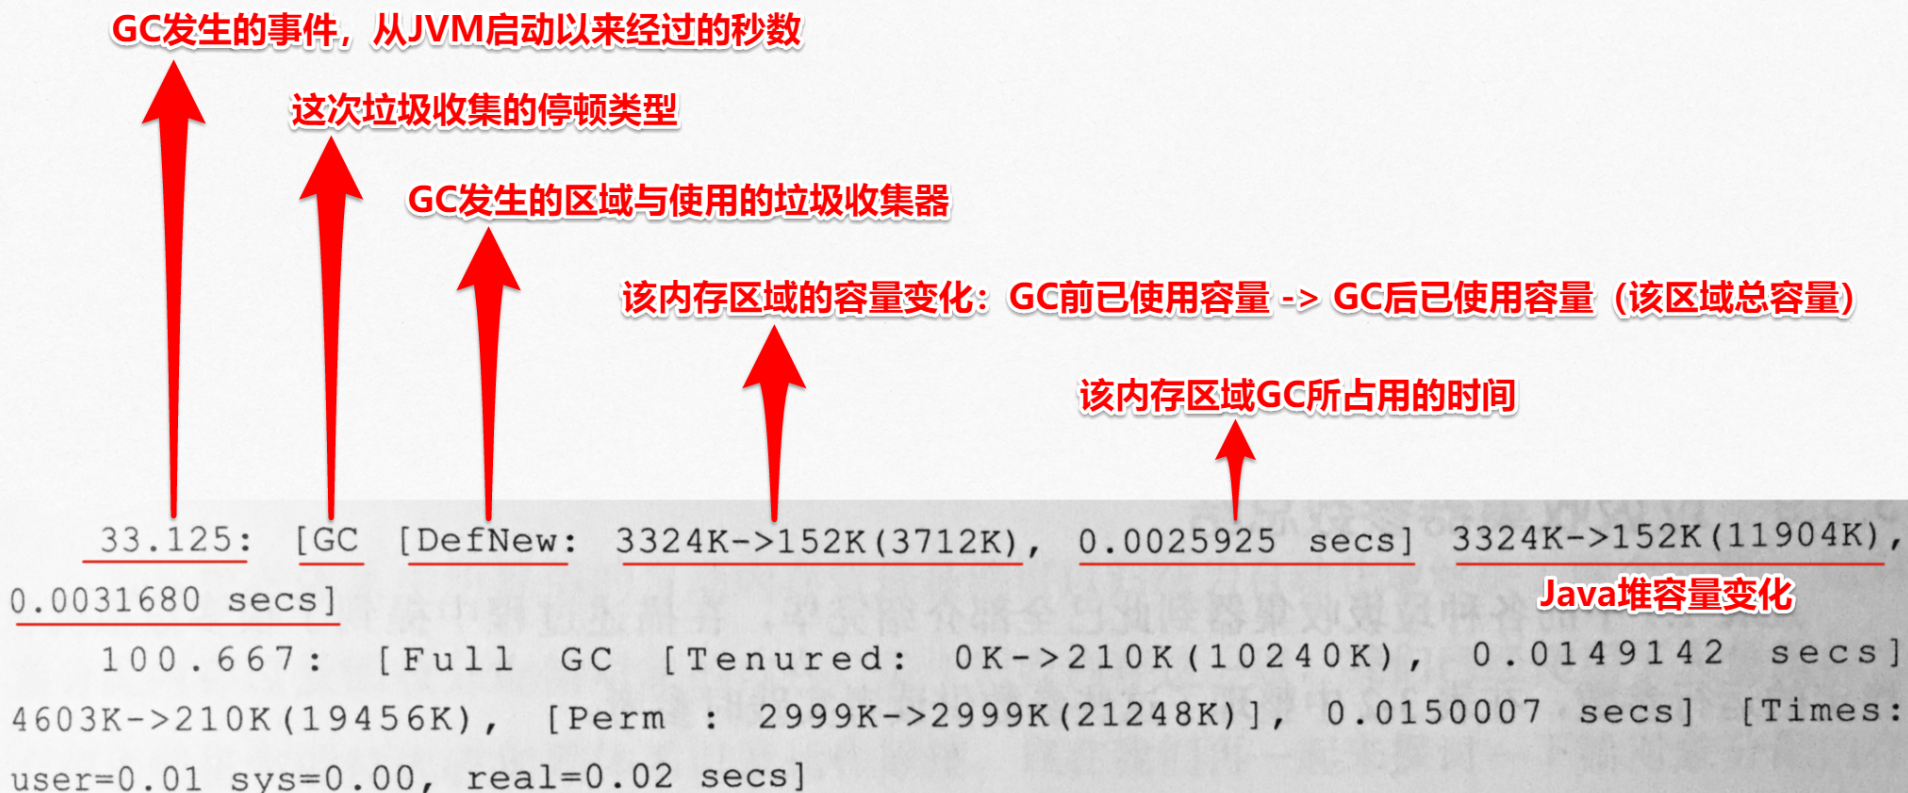 GC发生的事件，从JVM启动以来经过的秒数
这次垃圾收集的停顿类型
GC发生的区域与使用的垃圾收集器
该内存区域的容量变化：GC前已使用容量 -> GC后已使用容量（该区域总容量）
该内存区域GC所占用的时间
33.125: [GC [DefNew: 3324K->152K(3712K), 0.0025925 secs] 3324K->152K(11904K),
Java堆容量变化
0.0031680 secs]
100.667: [Full GC [Tenured: 0K->210K(10240K), 0.0149142 secs]
4603K->210K(19456K), [Perm : 2999K->2999K(21248K)], 0.0150007 secs] [Times:
user=0.01 sys=0.00, real=0.02 secs]